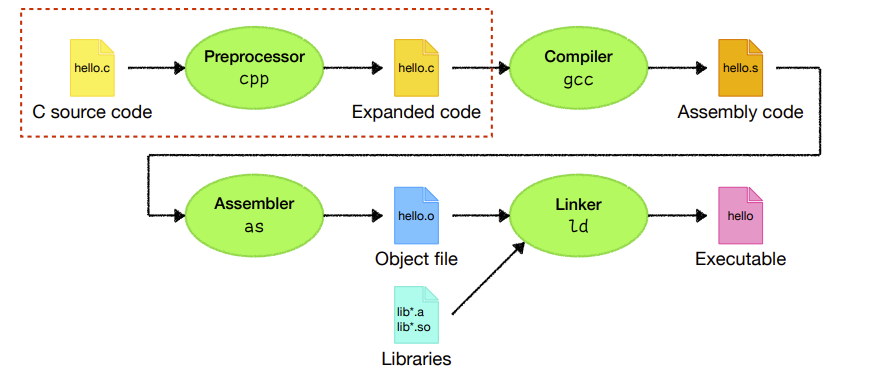 hello.c
C source code
Preprocessor
cpp
hello.c
Expanded code
Compiler
gcc
hello.s
Assembly code
Assembler
as
hello.o
Object file
Linker
ld
hello
Executable
lib*.a
lib*.so
Libraries